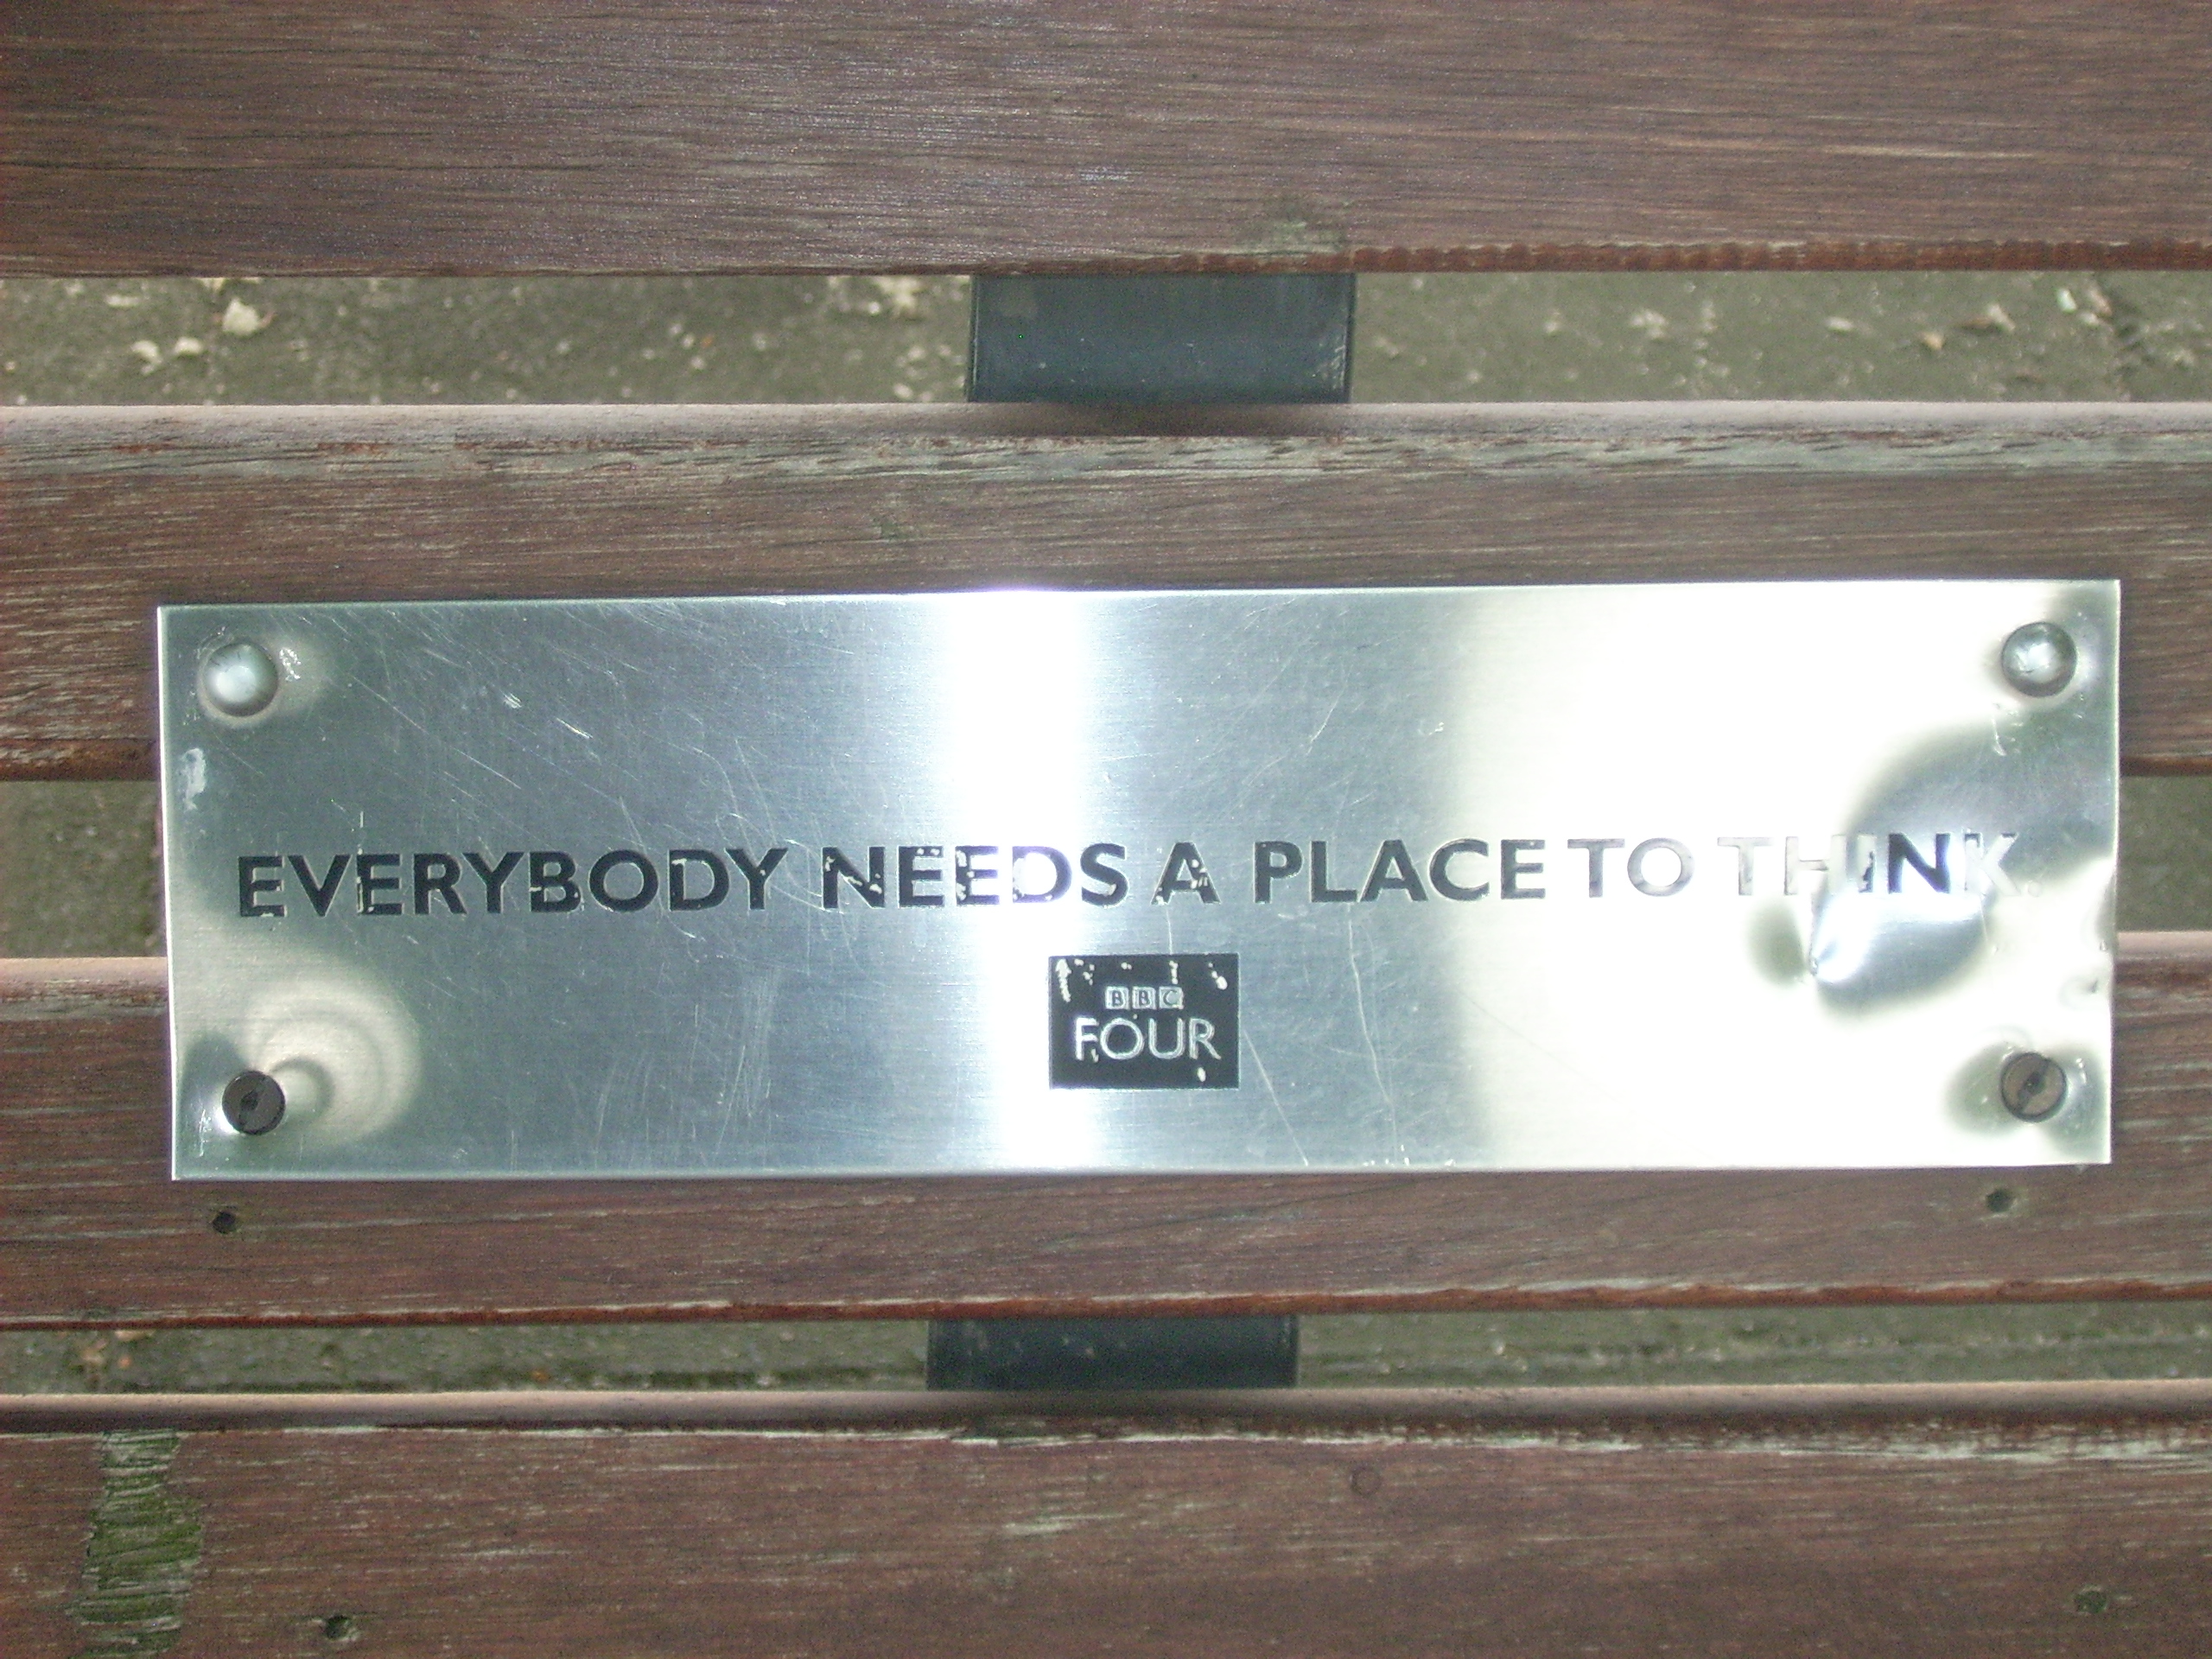 EVERYBODY NEEDS A PLACE TO THINK.
BBC
FOUR